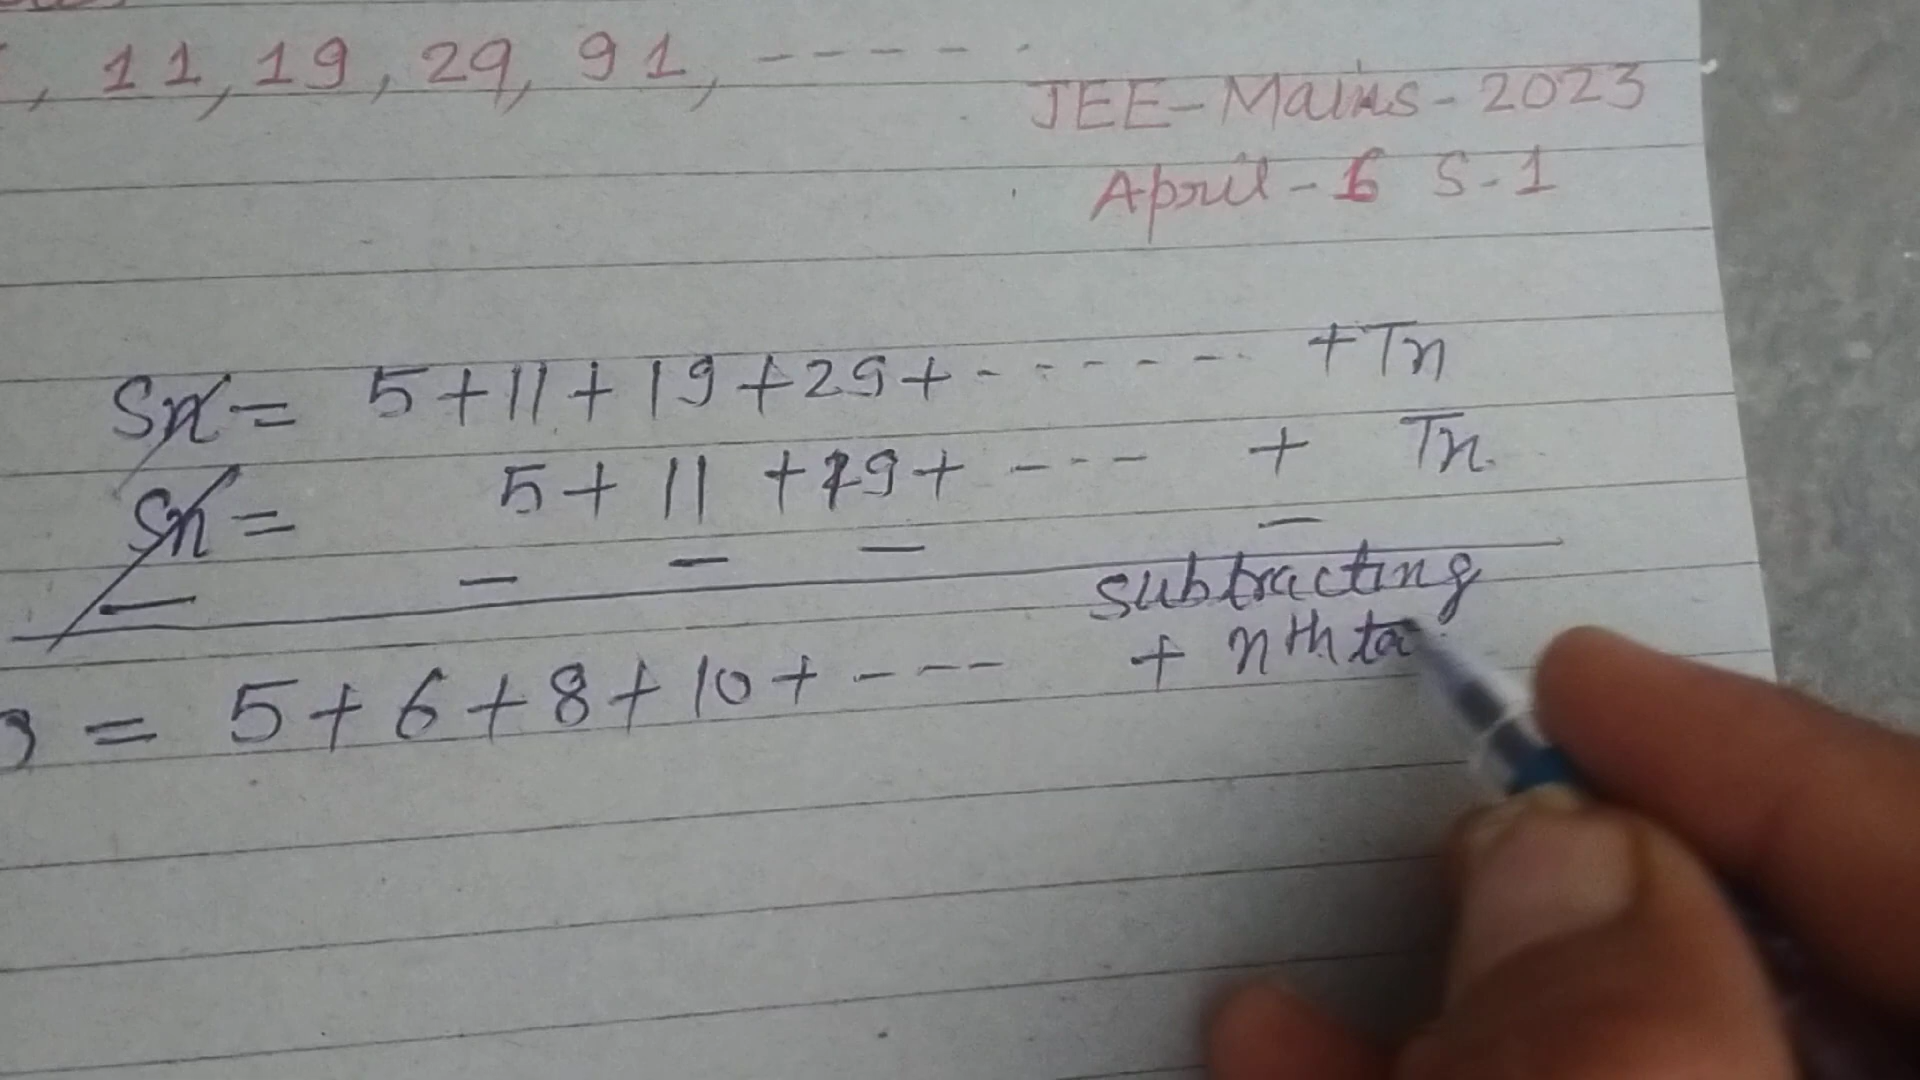 , 11, 19, 29, 91, ----
JEE-Mains-2023
April-6 S-1
Sn = 5+11+19+29+------ +Tn
Sn = 5+11+19+--- + Tn
— — — — —
subtracting
= 5+6+8+10+--- + nth